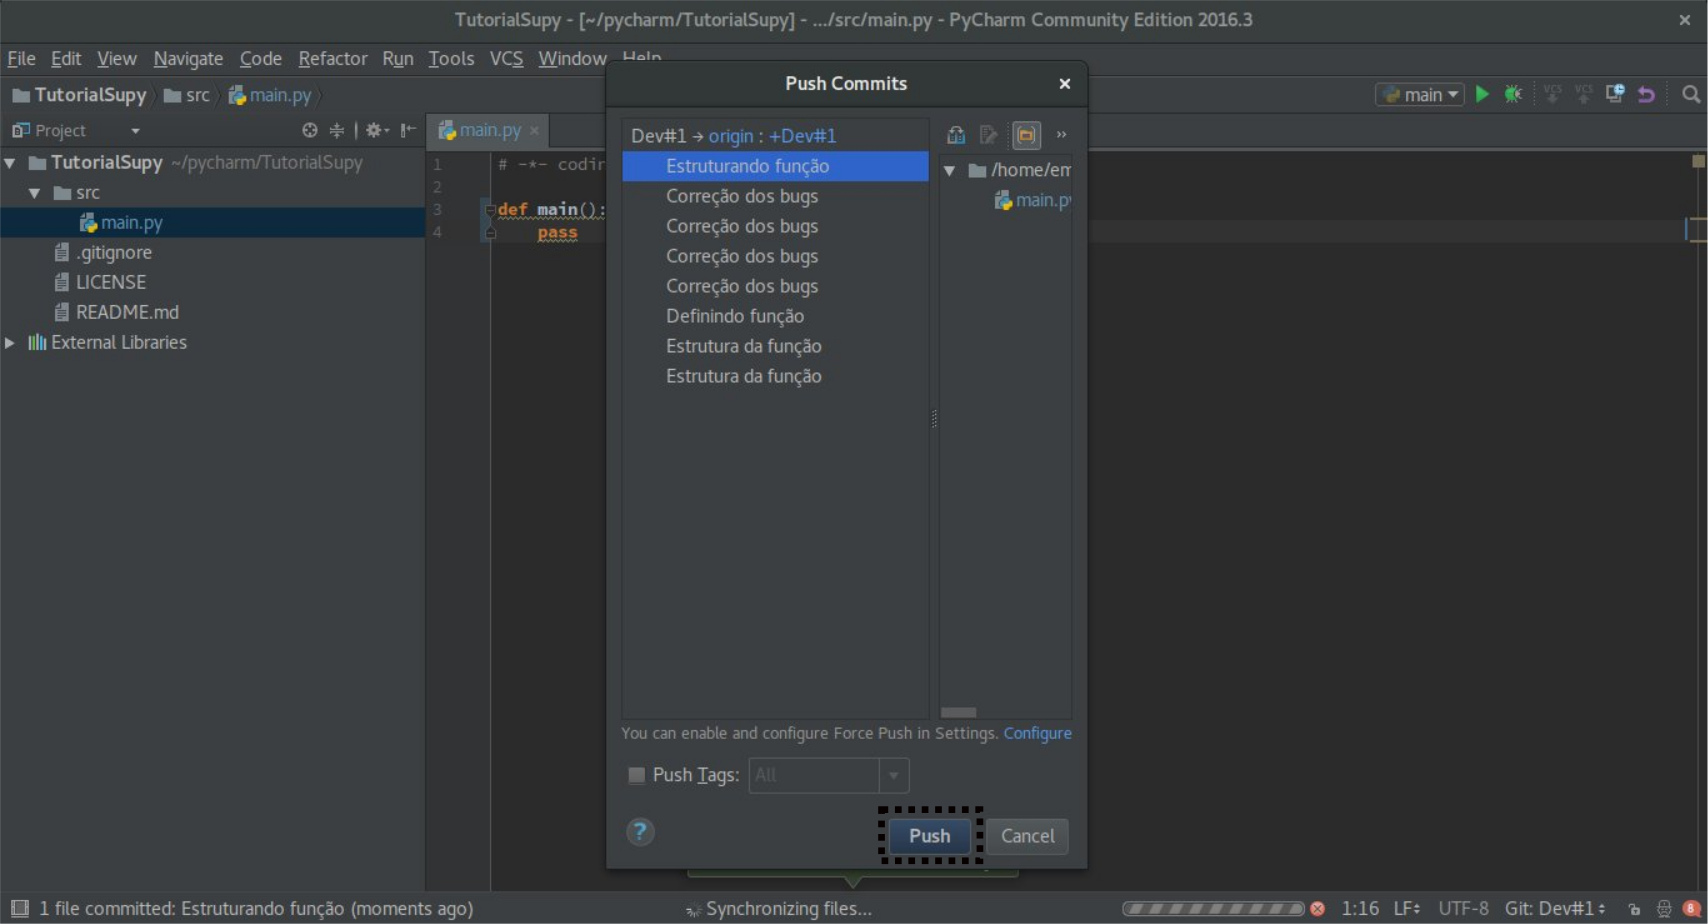 TutorialSupy - [~/pycharm/TutorialSupy] - .../src/main.py - PyCharm Community Edition 2016.3
File Edit View Navigate Code Refactor Run Tools VCS Window Help
TutorialSupy src main.py
main
VCS VCS
Project
main.py
TutorialSupy ~/pycharm/TutorialSupy
src
main.py
.gitignore
LICENSE
README.md
External Libraries
1 # -*-
2
3 def main():
4 pass
Push Commits
Dev#1 → origin : +Dev#1
Estruturando função
Correção dos bugs
Correção dos bugs
Correção dos bugs
Correção dos bugs
Definindo função
Estrutura da função
Estrutura da função
/home/em
main.py
You can enable and configure Force Push in Settings. Configure
Push Tags: All
? Push Cancel
1 file committed: Estruturando função (moments ago)
Synchronizing files...
1:16 LF UTF-8 Git: Dev#1 8